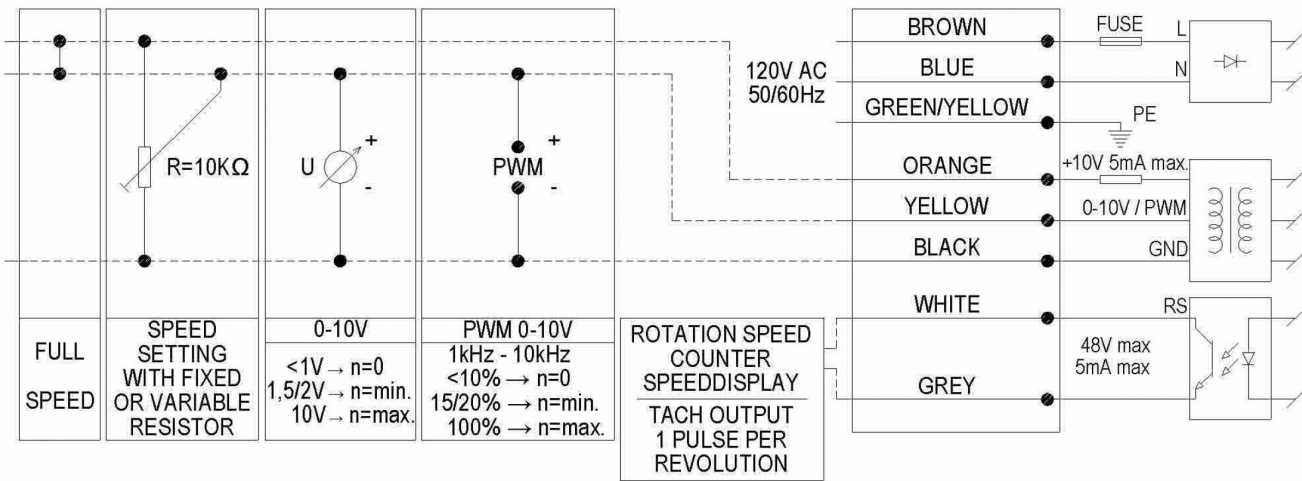 FULL
SPEED
R=10KΩ
SPEED
SETTING
WITH FIXED
OR VARIABLE
RESISTOR
U
+
-
0-10V
<1V → n=0
1,5/2V → n=min.
10V → n=max.
+
PWM
-
PWM 0-10V
1kHz - 10kHz
<10% → n=0
15/20% → n=min.
100% → n=max.
ROTATION SPEED
COUNTER
SPEEDDISPLAY
TACH OUTPUT
1 PULSE PER
REVOLUTION
120V AC
50/60Hz
BROWN
BLUE
GREEN/YELLOW
ORANGE
YELLOW
BLACK
WHITE
GREY
FUSE
L
N
PE
+10V 5mA max.
0-10V / PWM
GND
RS
48V max
5mA max